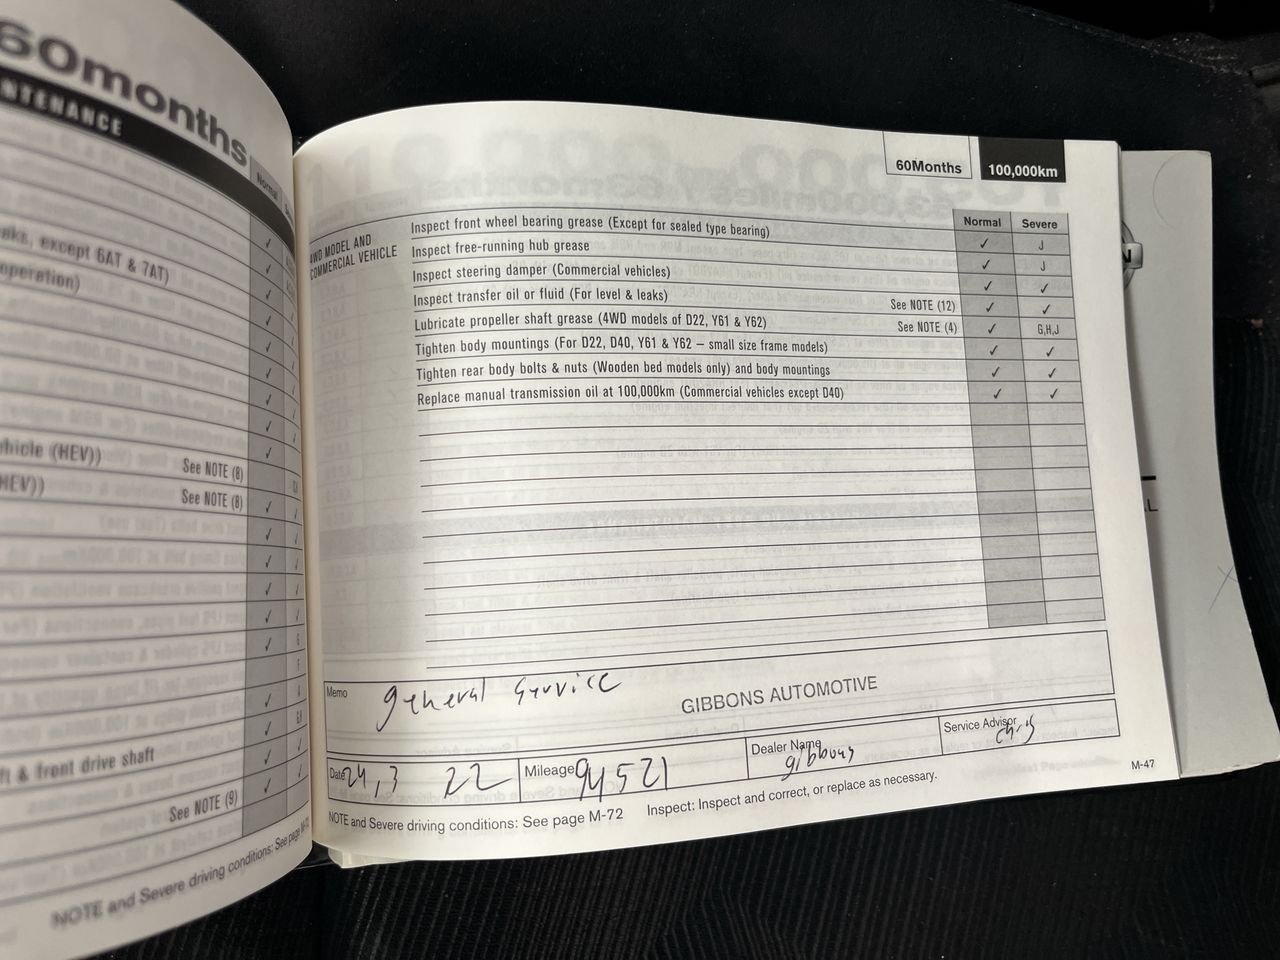 60months
NTENANCE
Normal
aks, except 6AT & 7AT)
operation)
ehicle (HEV))
See NOTE (8)
HEV))
See NOTE (8)
ft & front drive shaft
See NOTE (9)
NOTE and Severe driving conditions: See page M-7
60Months
100,000km
4WD MODEL AND
COMMERCIAL VEHICLE
Normal
Severe
Inspect front wheel bearing grease (Except for sealed type bearing) ✓ J
Inspect free-running hub grease ✓ J
Inspect steering damper (Commercial vehicles) ✓ ✓
Inspect transfer oil or fluid (For level & leaks) See NOTE (12) ✓ ✓
Lubricate propeller shaft grease (4WD models of D22, Y61 & Y62) See NOTE (4) ✓ G,H,J
Tighten body mountings (For D22, D40, Y61 & Y62 – small size frame models) ✓ ✓
Tighten rear body bolts & nuts (Wooden bed models only) and body mountings ✓ ✓
Replace manual transmission oil at 100,000km (Commercial vehicles except D40) ✓ ✓
Memo general service
GIBBONS AUTOMOTIVE
Date 24,3 22 Mileage 94521 Dealer Name gibbons Service Advisor chris
NOTE and Severe driving conditions: See page M-72 Inspect: Inspect and correct, or replace as necessary.
M-47
N
L